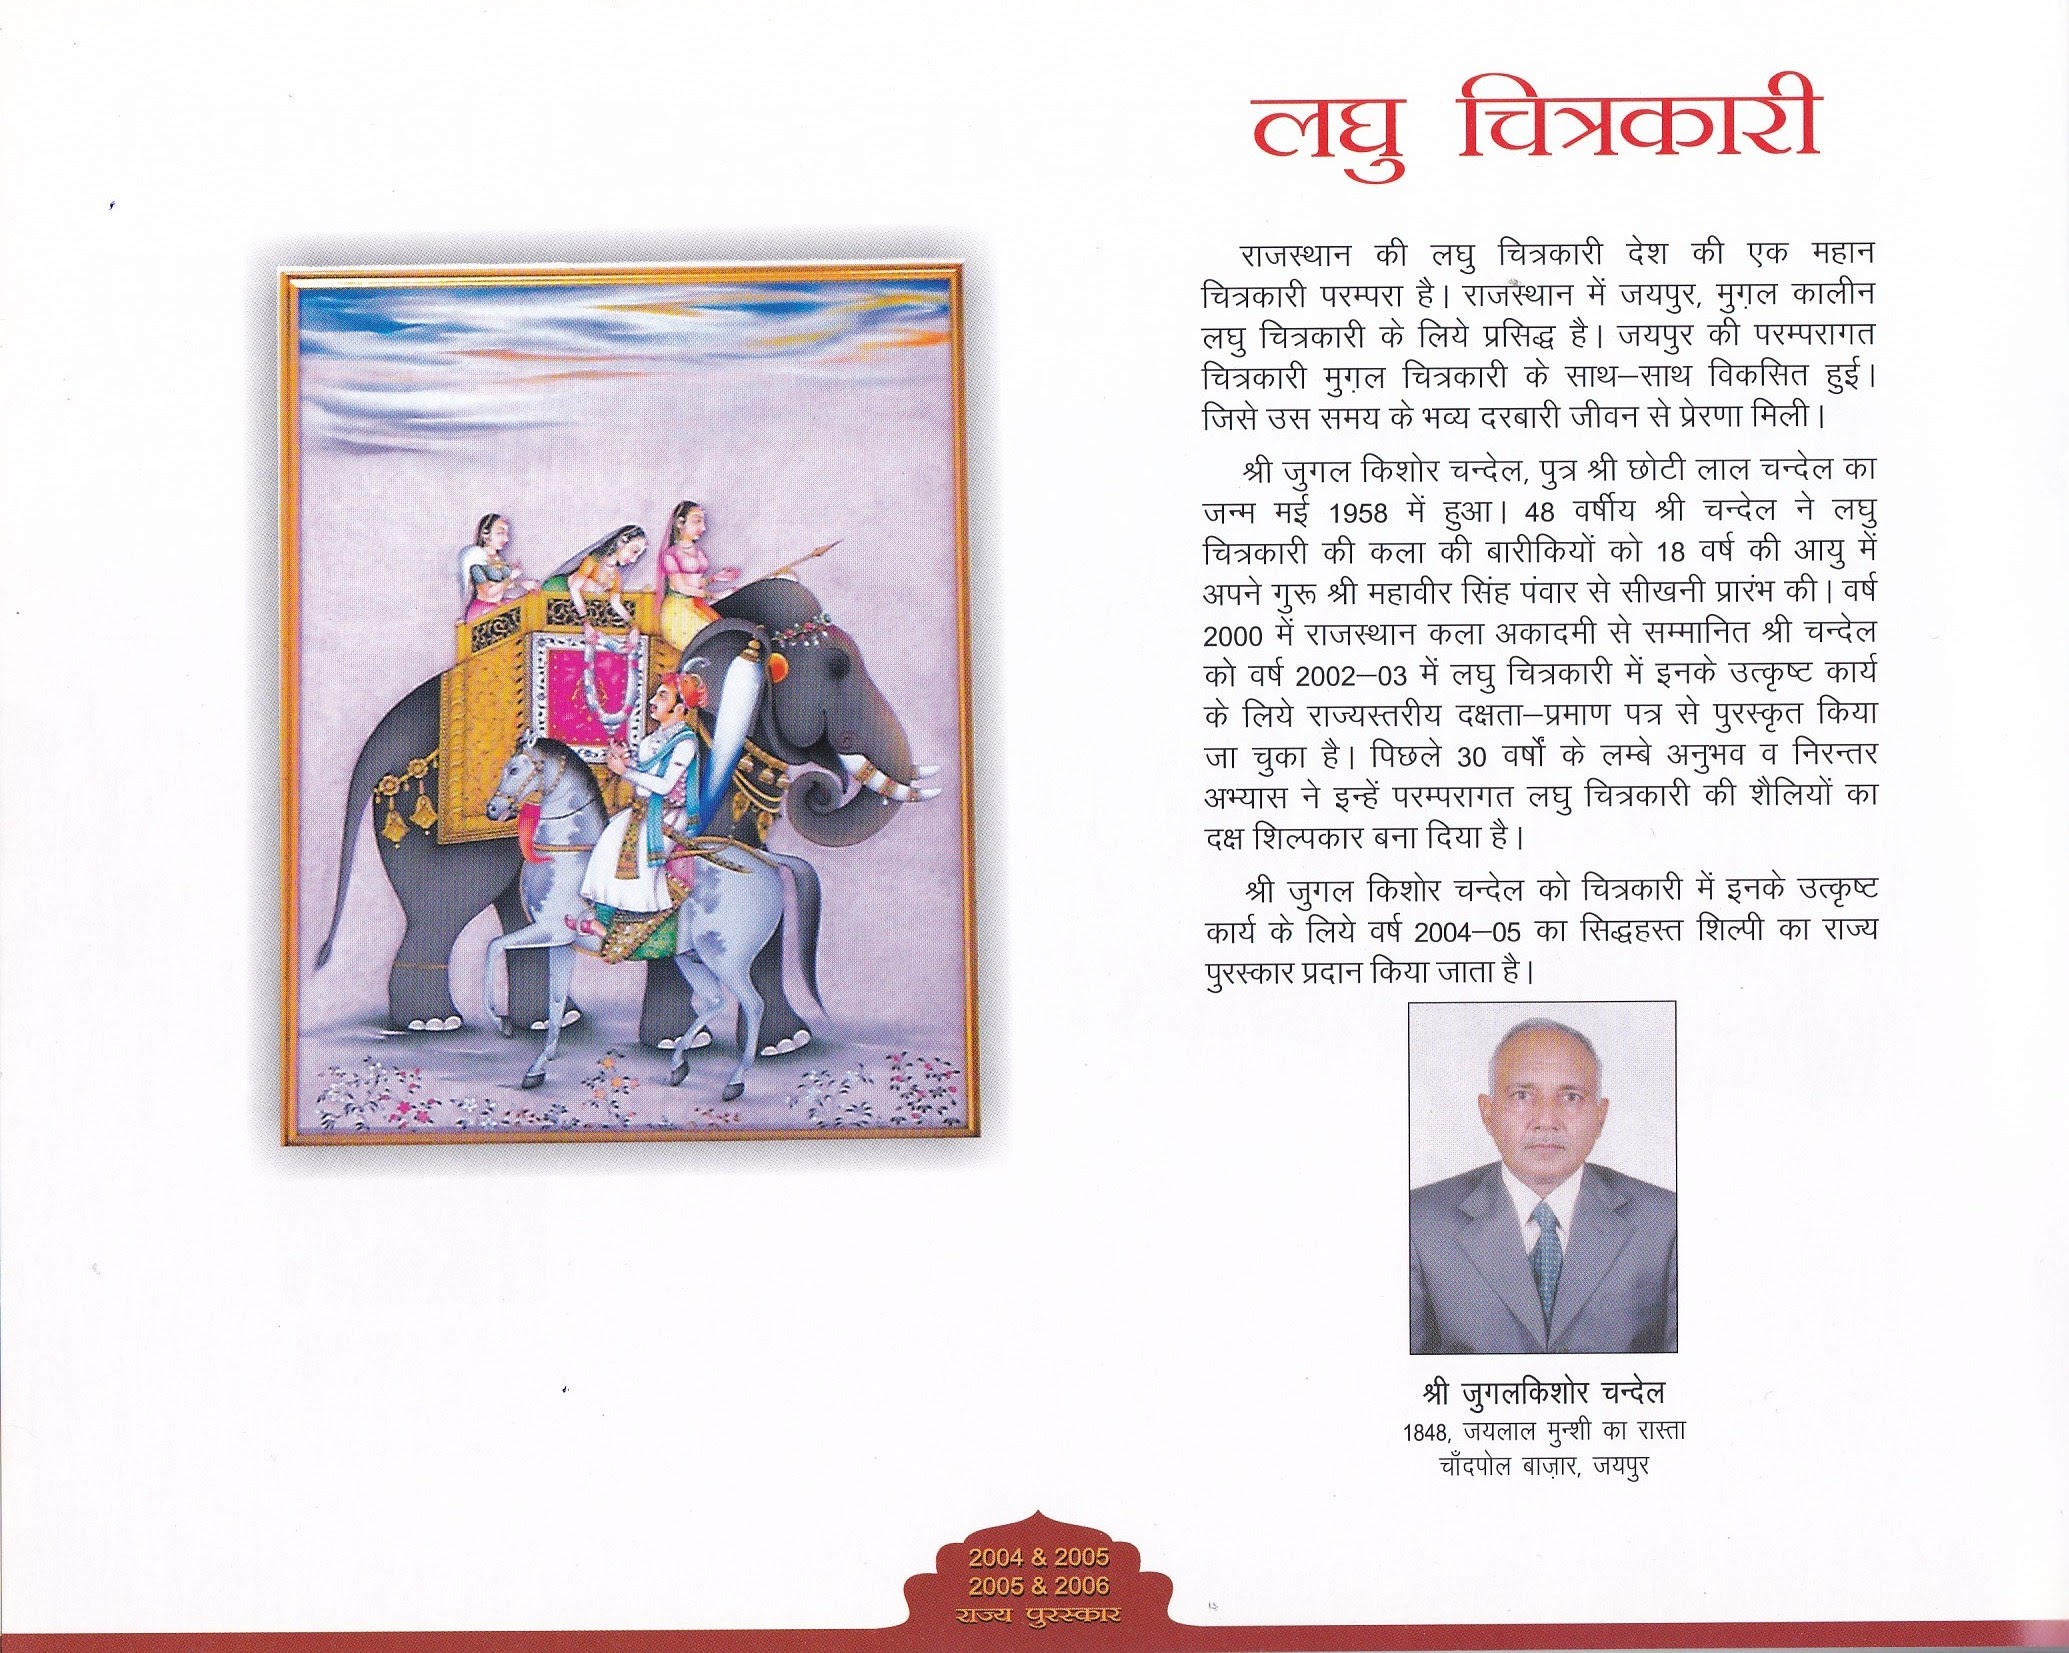 लघु चित्रकारी
राजस्थान की लघु चित्रकारी देश की एक महान
चित्रकारी परम्परा है। राजस्थान में जयपुर, मुग़ल कालीन
लघु चित्रकारी के लिये प्रसिद्ध है। जयपुर की परम्परागत
चित्रकारी मुग़ल चित्रकारी के साथ–साथ विकसित हुई।
जिसे उस समय के भव्य दरबारी जीवन से प्रेरणा मिली।
श्री जुगल किशोर चन्देल, पुत्र श्री छोटी लाल चन्देल का
जन्म मई 1958 में हुआ। 48 वर्षीय श्री चन्देल ने लघु
चित्रकारी की कला की बारीकियों को 18 वर्ष की आयु में
अपने गुरू श्री महावीर सिंह पंवार से सीखनी प्रारंभ की। वर्ष
2000 में राजस्थान कला अकादमी से सम्मानित श्री चन्देल
को वर्ष 2002–03 में लघु चित्रकारी में इनके उत्कृष्ट कार्य
के लिये राज्यस्तरीय दक्षता–प्रमाण पत्र से पुरस्कृत किया
जा चुका है। पिछले 30 वर्षों के लम्बे अनुभव व निरन्तर
अभ्यास ने इन्हें परम्परागत लघु चित्रकारी की शैलियों का
दक्ष शिल्पकार बना दिया है।
श्री जुगल किशोर चन्देल को चित्रकारी में इनके उत्कृष्ट
कार्य के लिये वर्ष 2004–05 का सिद्धहस्त शिल्पी का राज्य
पुरस्कार प्रदान किया जाता है।
श्री जुगलकिशोर चन्देल
1848, जयलाल मुन्शी का रास्ता
चाँदपोल बाज़ार, जयपुर
2004 & 2005
2005 & 2006
राज्य पुरस्कार